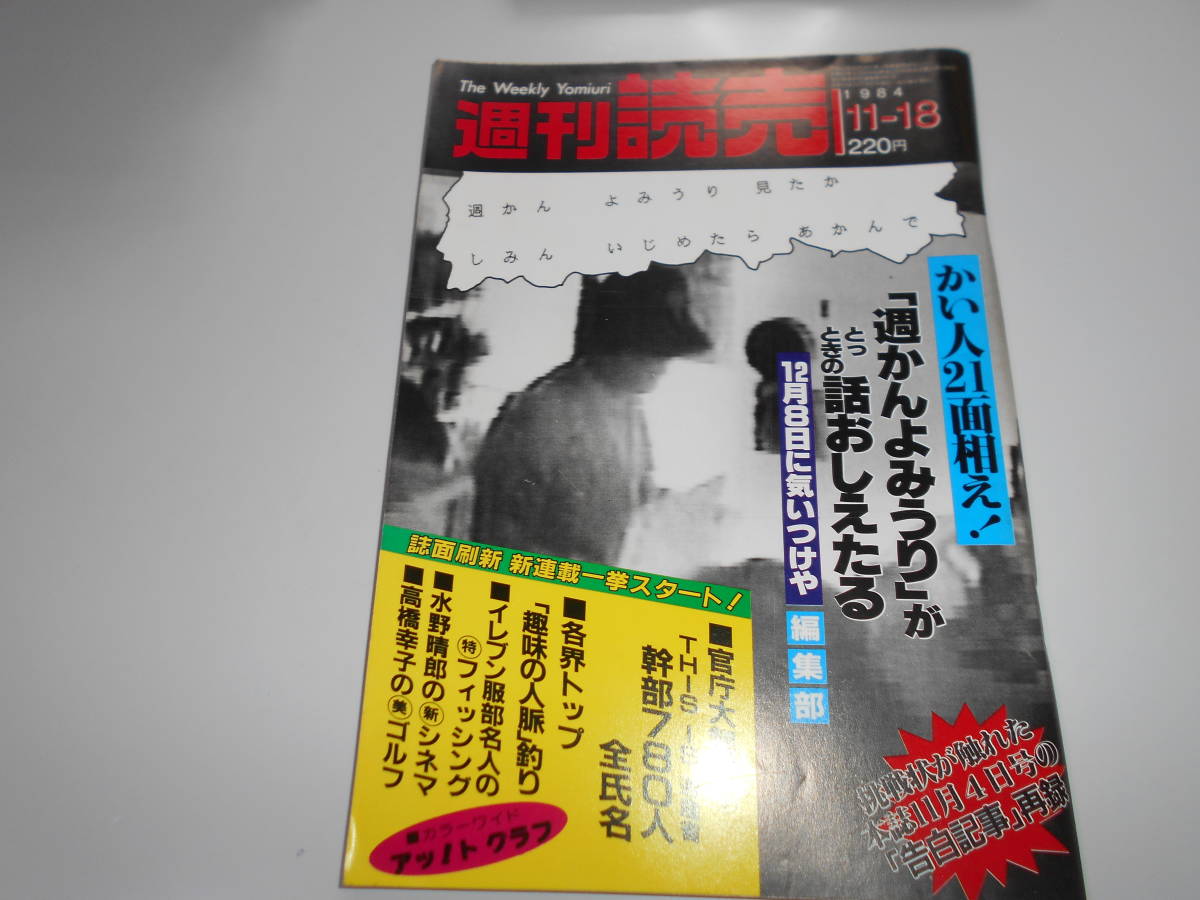 The Weekly Yomiuri
週刊読売
1984
11-18
220円
週かん よみうり 見たか
しみん いじめたら あかんで
かい人21面相え!
「週かんよみうり」が
とっときの話おしえたる
12月8日に気いつけや
編集部
誌面刷新 新連載一挙スタート!
■官庁大
THIS
幹部780人
全氏名
■各界トップ
「趣味の人脈」釣り
■イレブン服部名人の
㊕フィッシング
■水野晴郎の新シネマ
■高橋幸子の美ゴルフ
■カラーワイド
アッ!ト グラフ
挑戦状が触れた
本誌11月4日号の
「告白記事」再録